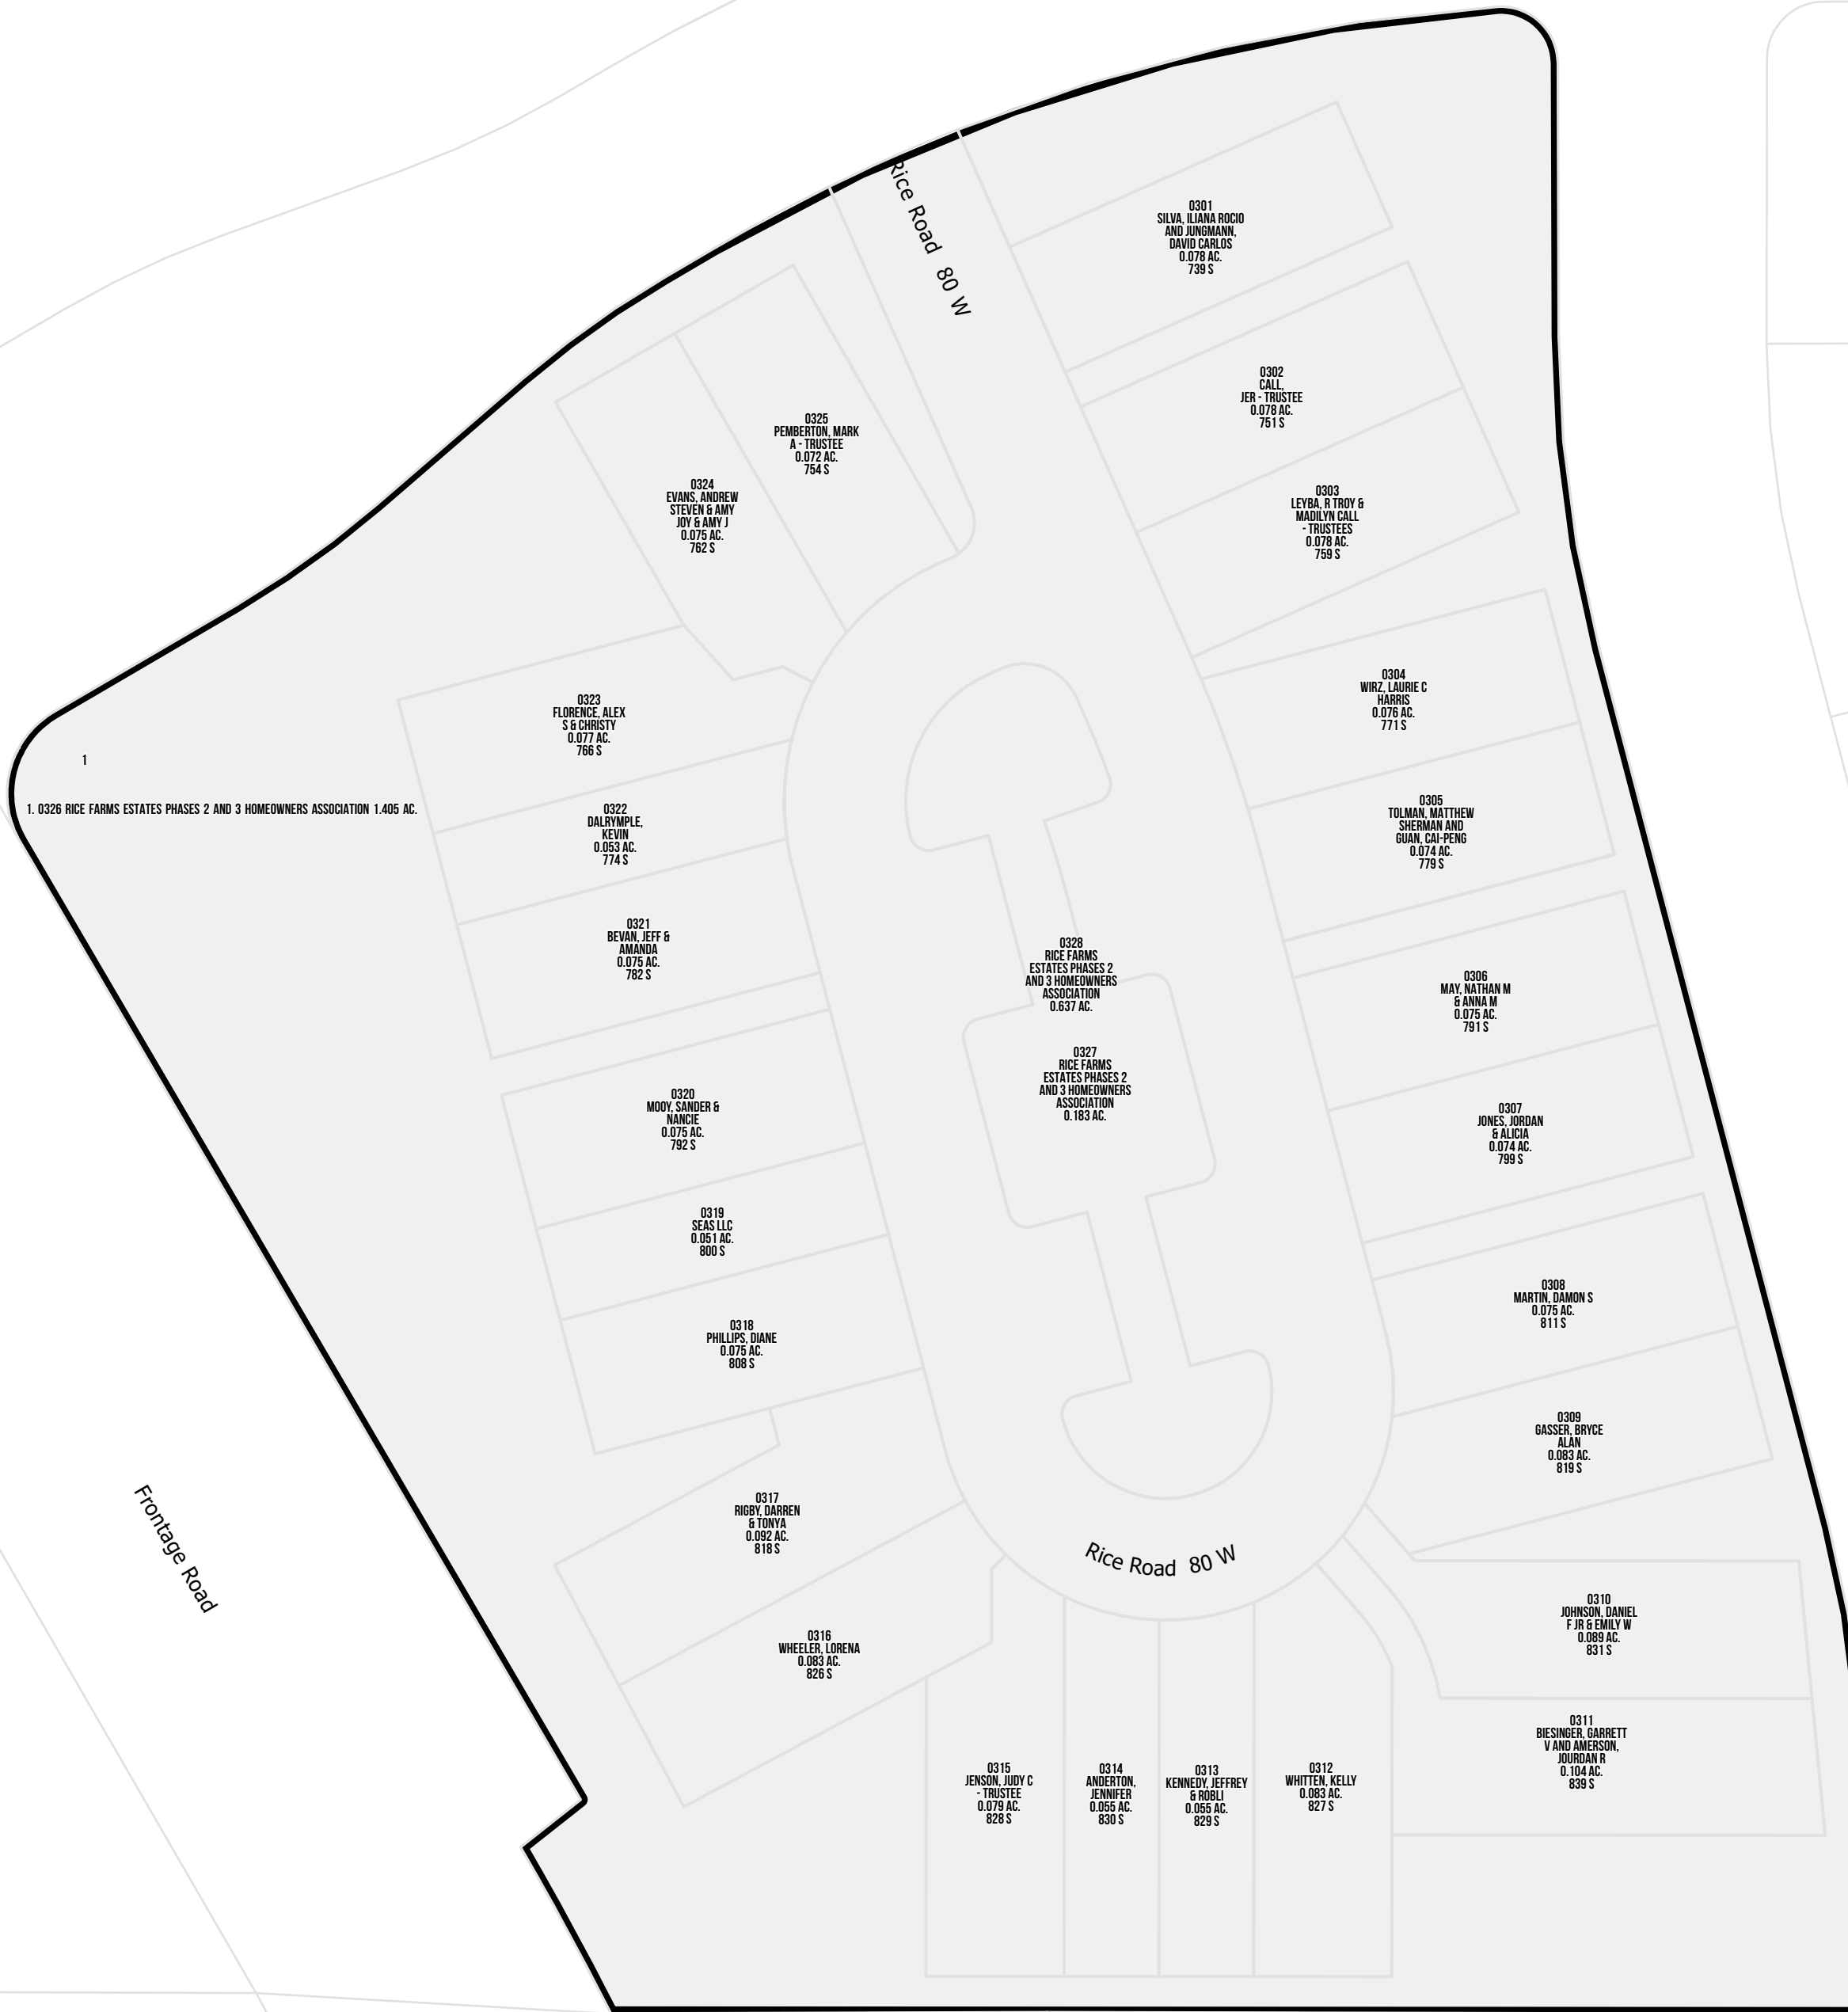 Rice Road 80 W
0301
SILVA, ILIANA ROCIO
AND JUNGMANN,
DAVID CARLOS
0.078 AC.
739 S
0302
CALL,
JER - TRUSTEE
0.078 AC.
751 S
0325
PEMBERTON, MARK
A - TRUSTEE
0.072 AC.
754 S
0324
EVANS, ANDREW
STEVEN & AMY
JOY & AMY J
0.075 AC.
762 S
0303
LEYBA, R TROY &
MADILYN CALL
- TRUSTEES
0.078 AC.
759 S
0304
WIRZ, LAURIE C
HARRIS
0.076 AC.
771 S
0323
FLORENCE, ALEX
S & CHRISTY
0.077 AC.
766 S
1
1. 0326 RICE FARMS ESTATES PHASES 2 AND 3 HOMEOWNERS ASSOCIATION 1.405 AC.
0322
DALRYMPLE,
KEVIN
0.053 AC.
774 S
0305
TOLMAN, MATTHEW
SHERMAN AND
GUAN, CAI-PENG
0.074 AC.
779 S
0321
BEVAN, JEFF &
AMANDA
0.075 AC.
782 S
0328
RICE FARMS
ESTATES PHASES 2
AND 3 HOMEOWNERS
ASSOCIATION
0.637 AC.
0306
MAY, NATHAN M
& ANNA M
0.075 AC.
791 S
0327
RICE FARMS
ESTATES PHASES 2
AND 3 HOMEOWNERS
ASSOCIATION
0.183 AC.
0320
MOOY, SANDER &
NANCIE
0.075 AC.
792 S
0307
JONES, JORDAN
& ALICIA
0.074 AC.
799 S
0319
SEAS LLC
0.051 AC.
800 S
0308
MARTIN, DAMON S
0.075 AC.
811 S
0318
PHILLIPS, DIANE
0.075 AC.
808 S
0309
GASSER, BRYCE
ALAN
0.083 AC.
819 S
Frontage Road
0317
RIGBY, DARREN
& TONYA
0.092 AC.
818 S
Rice Road 80 W
0310
JOHNSON, DANIEL
F JR & EMILY W
0.089 AC.
831 S
0316
WHEELER, LORENA
0.083 AC.
826 S
0311
BIESINGER, GARRETT
V AND AMERSON,
JOURDAN R
0.104 AC.
839 S
0315
JENSON, JUDY C
- TRUSTEE
0.079 AC.
828 S
0314
ANDERTON,
JENNIFER
0.055 AC.
830 S
0313
KENNEDY, JEFFREY
& ROBLI
0.055 AC.
829 S
0312
WHITTEN, KELLY
0.083 AC.
827 S